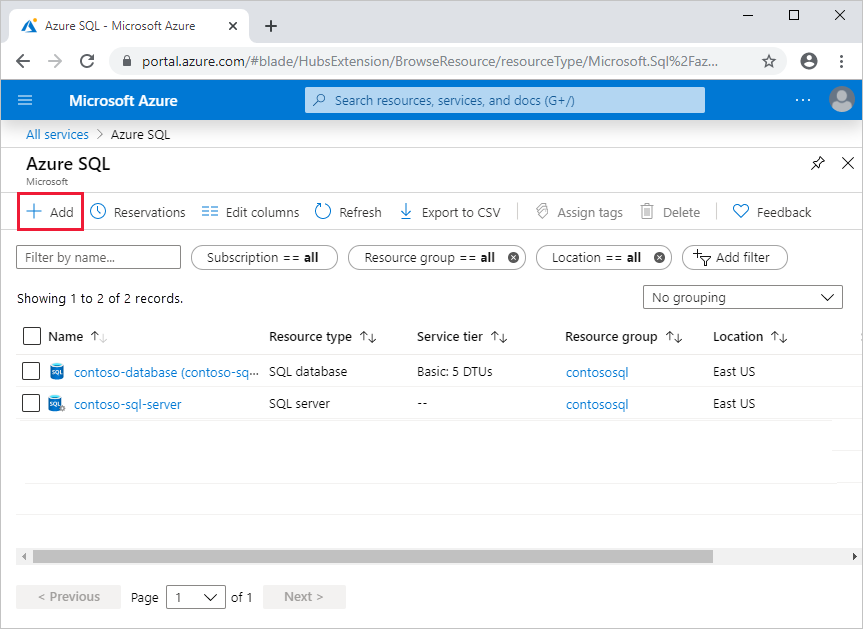 Azure SQL - Microsoft Azure
portal.azure.com/#blade/HubsExtension/BrowseResource/resourceType/Microsoft.Sql%2Faz...
Microsoft Azure
Search resources, services, and docs (G+/)
All services > Azure SQL
Azure SQL
Microsoft
Add Reservations Edit columns Refresh Export to CSV Assign tags Delete Feedback
Filter by name... Subscription == all Resource group == all Location == all Add filter
Showing 1 to 2 of 2 records. No grouping
Name Resource type Service tier Resource group Location
SQL contoso-database (contoso-sq... SQL database Basic: 5 DTUs contososql East US
SQL contoso-sql-server SQL server -- contososql East US
< Previous Page 1 of 1 Next >